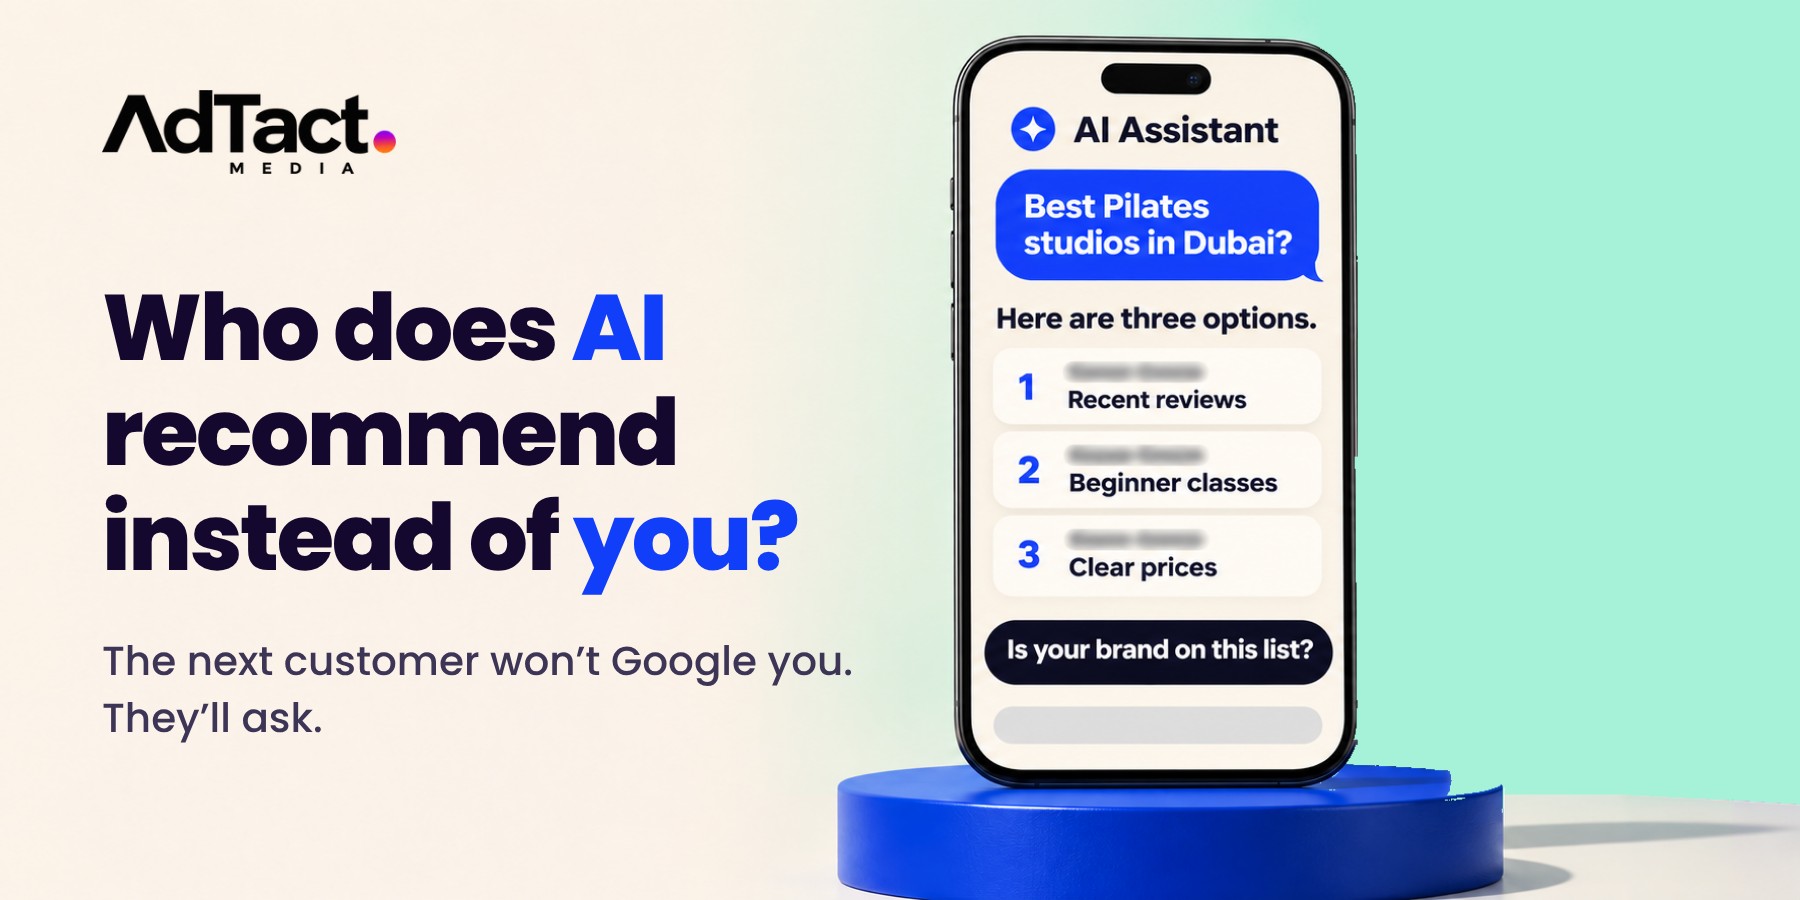 AdTact.
MEDIA
Who does AI
recommend
instead of you?
The next customer won’t Google you.
They’ll ask.
AI Assistant
Best Pilates
studios in Dubai?
Here are three options.
1
Recent reviews
2
Beginner classes
3
Clear prices
Is your brand on this list?